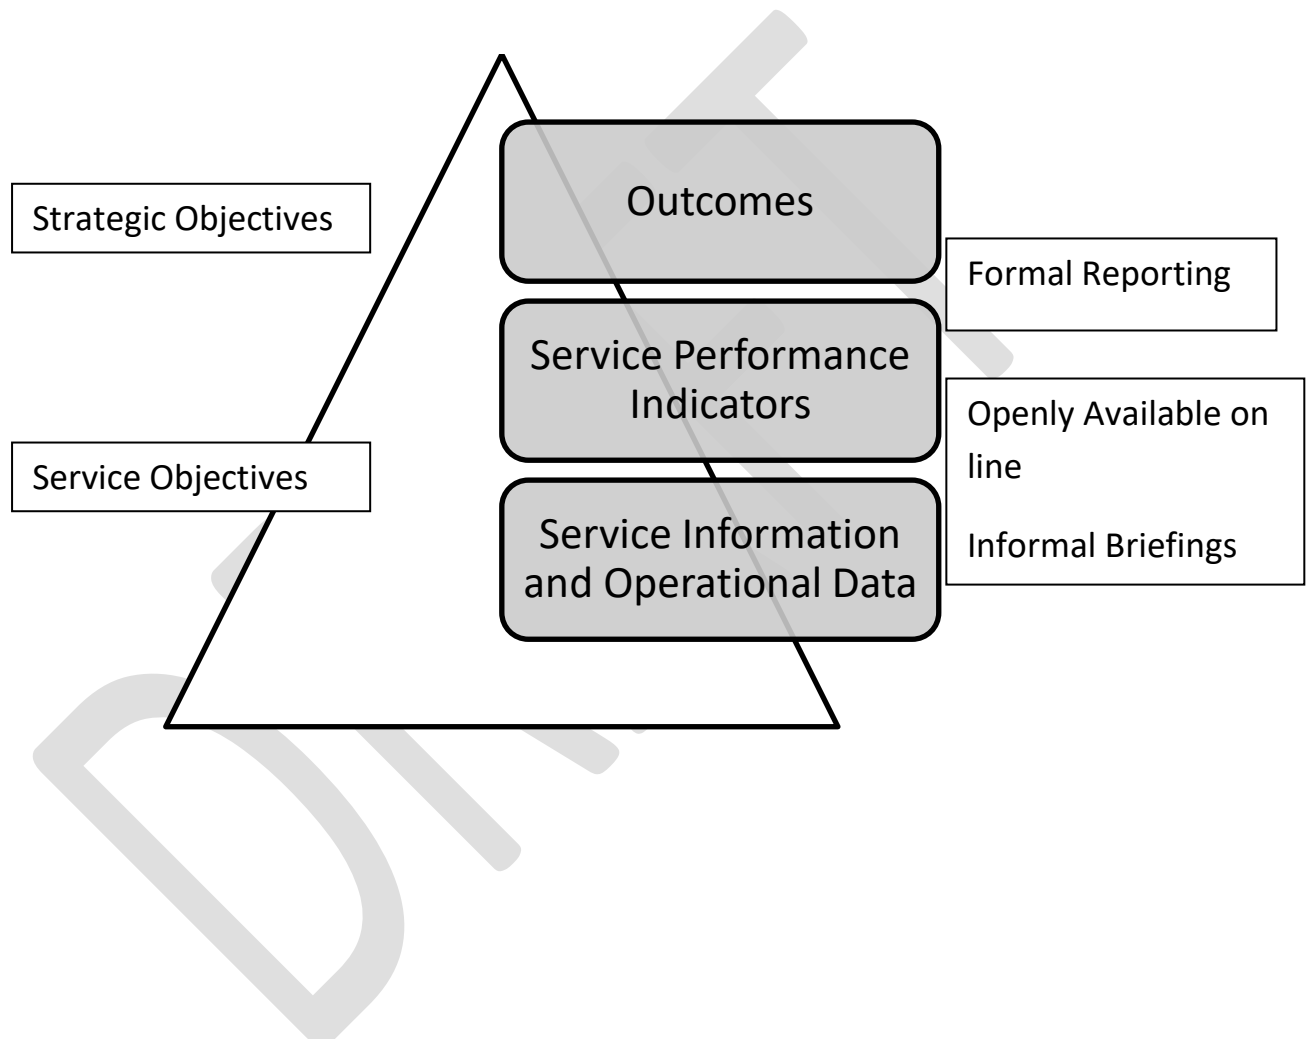 Outcomes
Strategic Objectives
Formal Reporting
Service Performance
Indicators
Openly Available on
line
Informal Briefings
Service Objectives
Service Information
and Operational Data
DRAFT